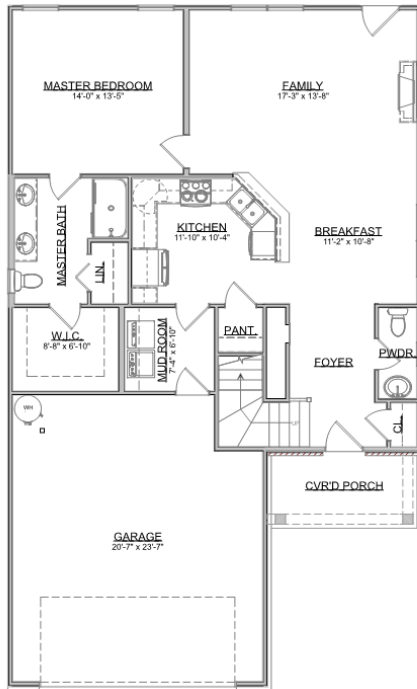 MASTER BEDROOM
14'-0" x 13'-5"
FAMILY
17'-3" x 13'-8"
KITCHEN
11'-10" x 10'-4"
BREAKFAST
11'-2" x 10'-8"
MASTER BATH
LIN.
W.I.C.
8'-8" x 6'-10"
MUD ROOM
7'-4" x 6'-10"
PANT.
FOYER
PWDR.
CL.
CVR'D PORCH
GARAGE
20'-7" x 23'-7"